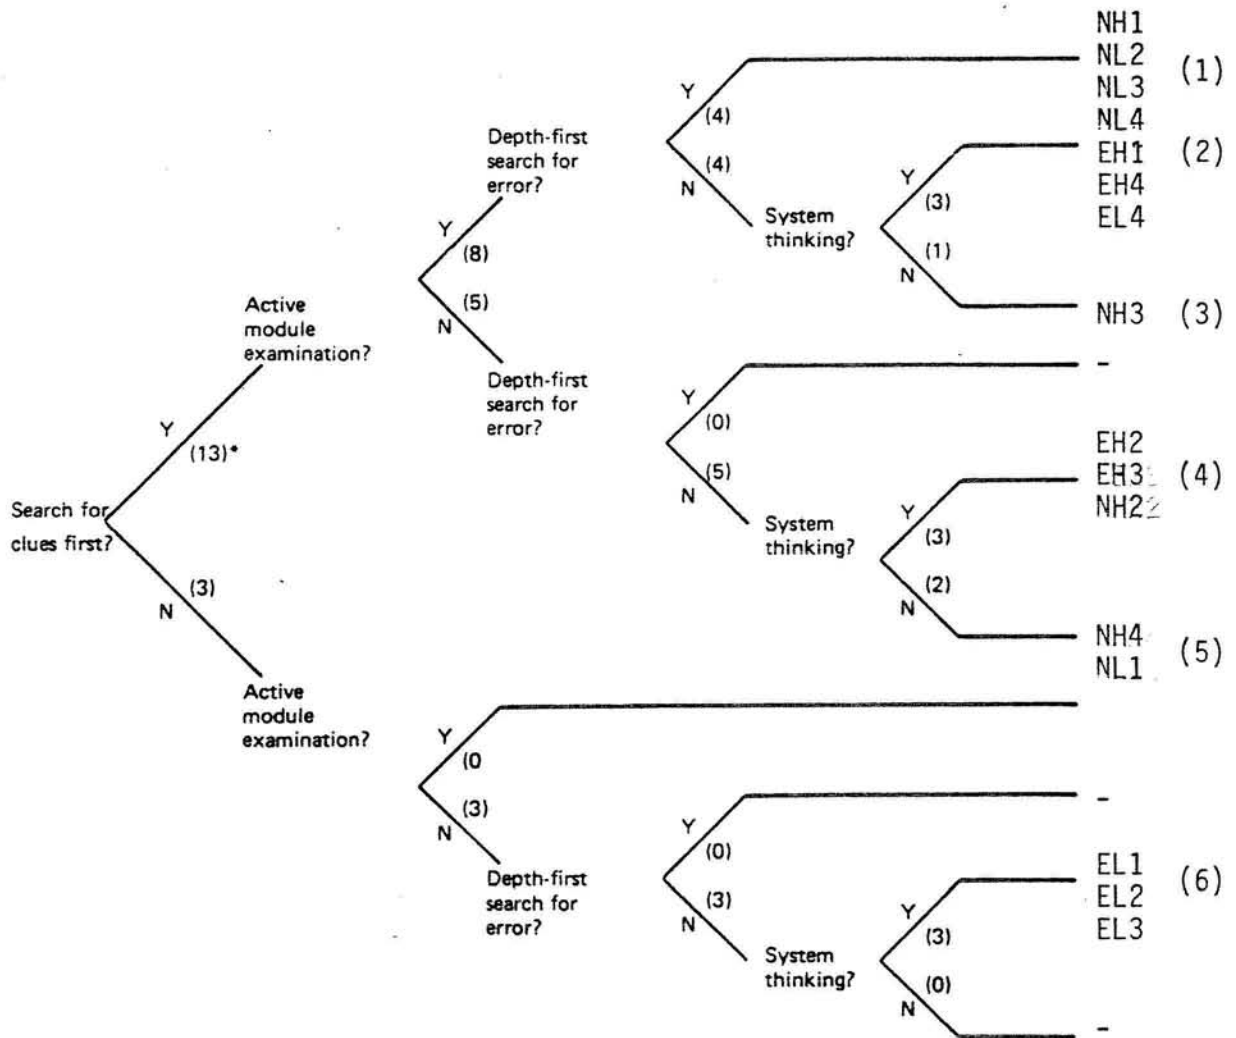 NH1
NL2
NL3
NL4
(1)
Y
(4)
(4)
N
Depth-first
search for
error?
EH1
EH4
EL4
(2)
Y
(3)
(1)
N
System
thinking?
Y
(8)
(5)
N
NH3
(3)
Active
module
examination?
Depth-first
search for
error?
-
Y
(0)
(5)
N
Y
(13)*
EH2
EH3
NH2
(4)
Search for
clues first?
System
thinking?
Y
(3)
(2)
N
(3)
N
NH4
NL1
(5)
Active
module
examination?
Y
(0
(3)
N
-
Y
(0)
(3)
N
Depth-first
search for
error?
EL1
EL2
EL3
(6)
Y
(3)
(0)
N
System
thinking?
-